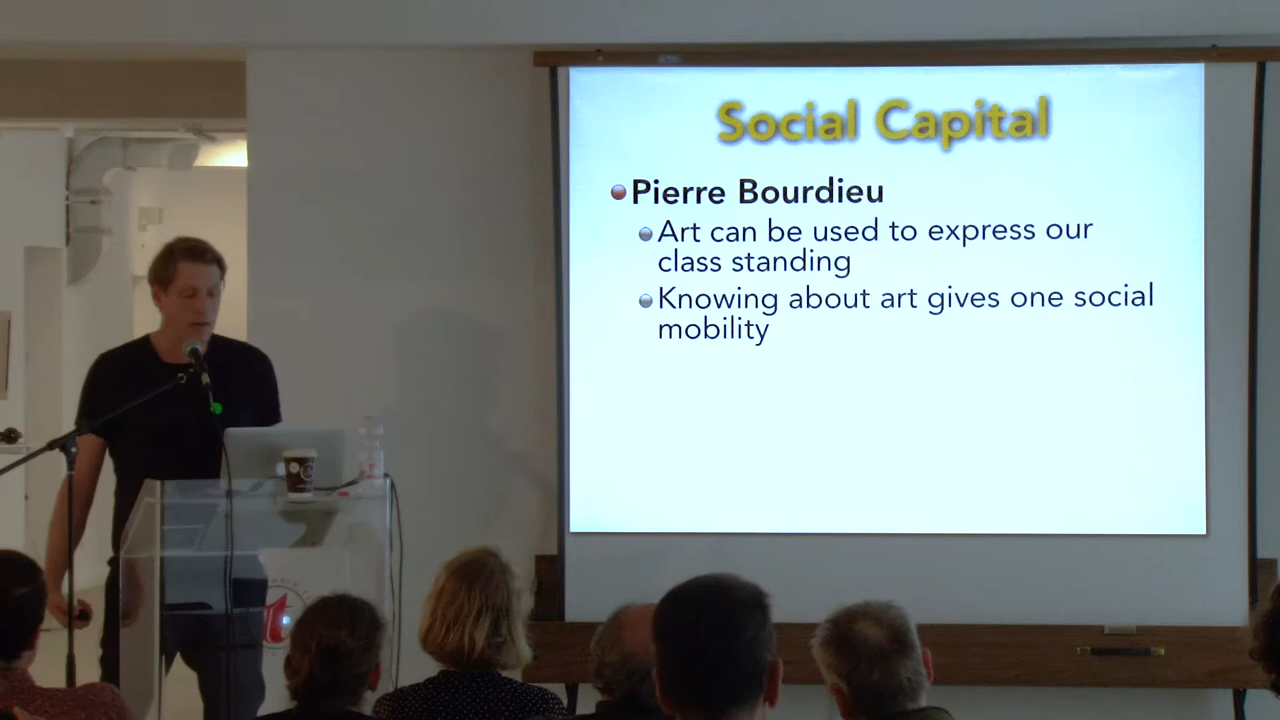 Social Capital
Pierre Bourdieu
Art can be used to express our
class standing
Knowing about art gives one social
mobility